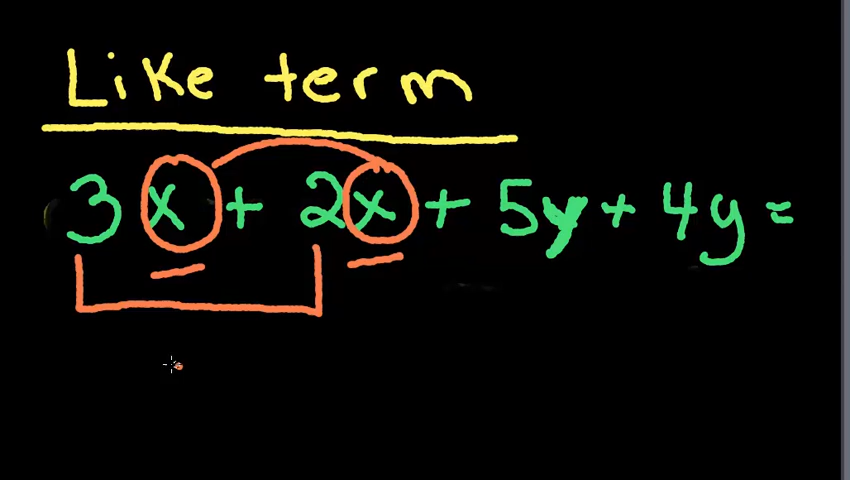 Like term
3x + 2x + 5y + 4y =